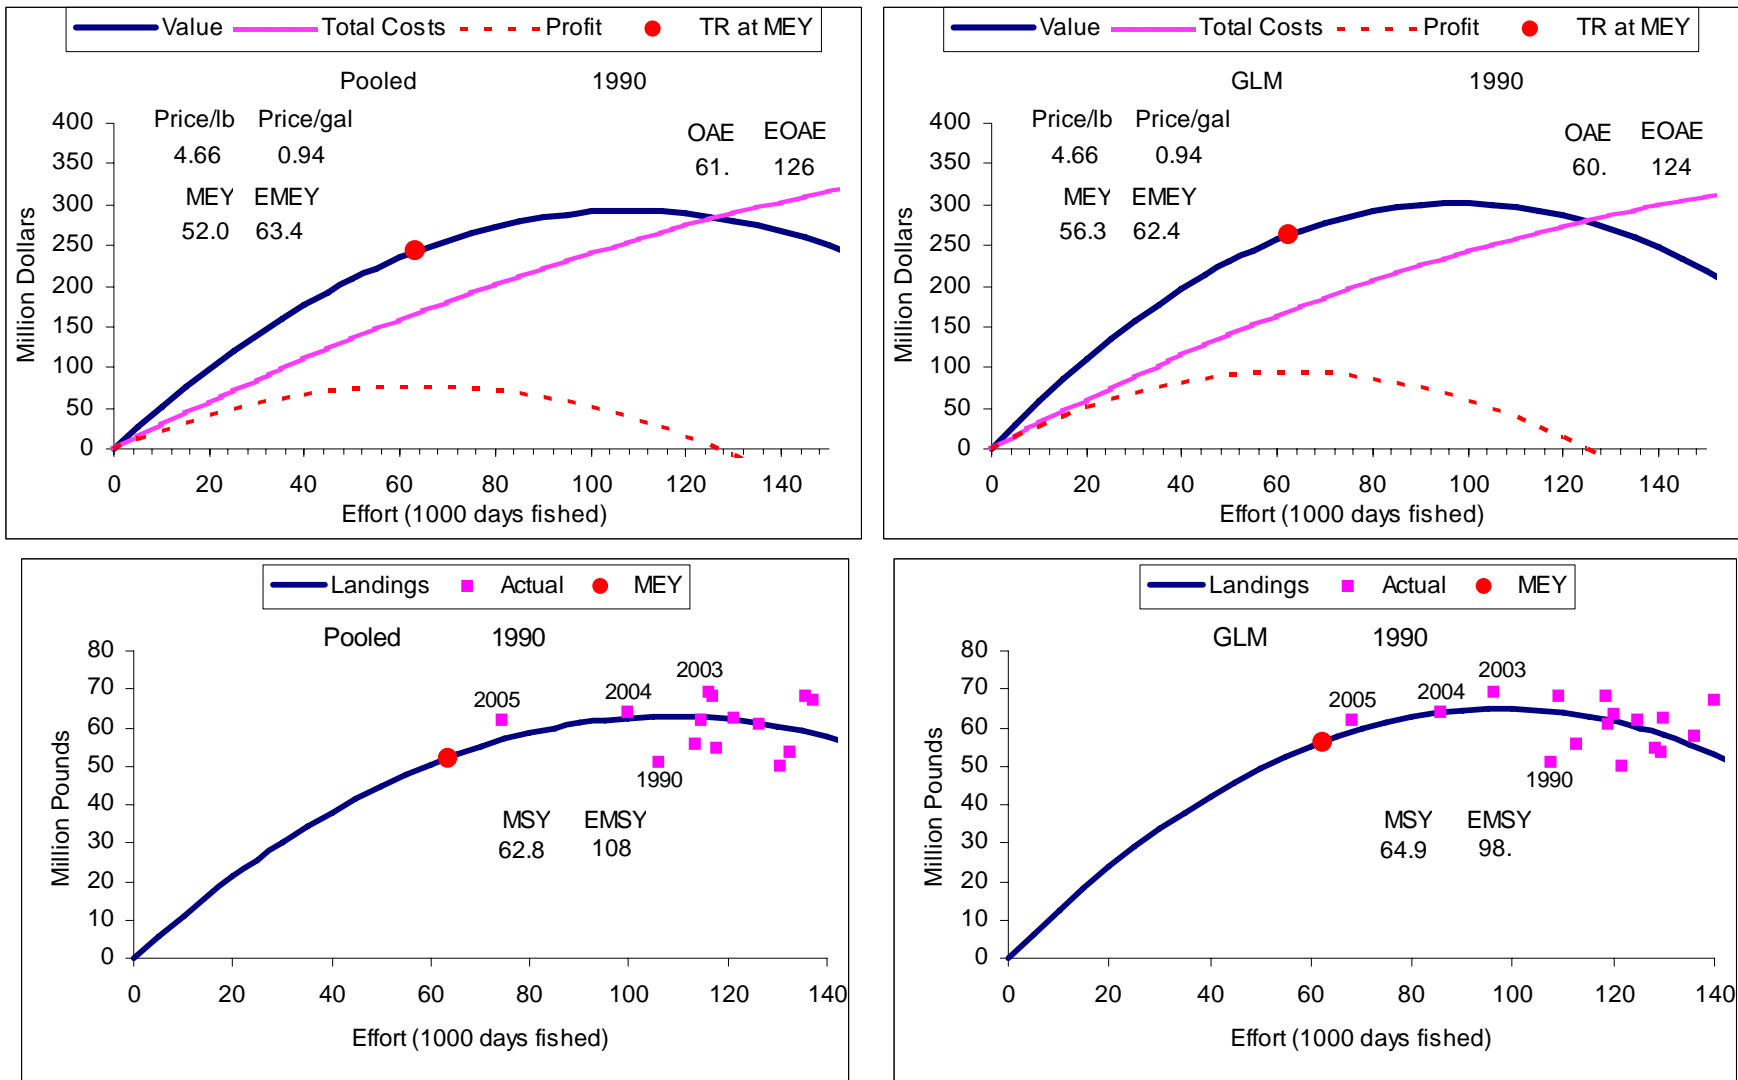 Value Total Costs Profit TR at MEY
Pooled 1990
Price/lb Price/gal
4.66 0.94
OAE EOAE
61. 126
MEY EMEY
52.0 63.4
400
350
300
250
200
150
100
50
0
Million Dollars
0 20 40 60 80 100 120 140
Effort (1000 days fished)
Value Total Costs Profit TR at MEY
GLM 1990
Price/lb Price/gal
4.66 0.94
OAE EOAE
60. 124
MEY EMEY
56.3 62.4
400
350
300
250
200
150
100
50
0
Million Dollars
0 20 40 60 80 100 120 140
Effort (1000 days fished)
Landings Actual MEY
Pooled 1990
80
70
60
50
40
30
20
10
0
Million Pounds
2005
2004
2003
1990
MSY EMSY
62.8 108
0 20 40 60 80 100 120 140
Effort (1000 days fished)
Landings Actual MEY
GLM 1990
80
70
60
50
40
30
20
10
0
Million Pounds
2005
2004
2003
1990
MSY EMSY
64.9 98.
0 20 40 60 80 100 120 140
Effort (1000 days fished)